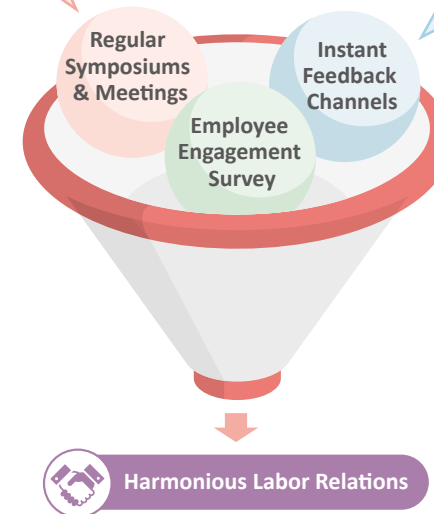 Regular
Symposiums
& Meetings
Instant
Feedback
Channels
Employee
Engagement
Survey
Harmonious Labor Relations